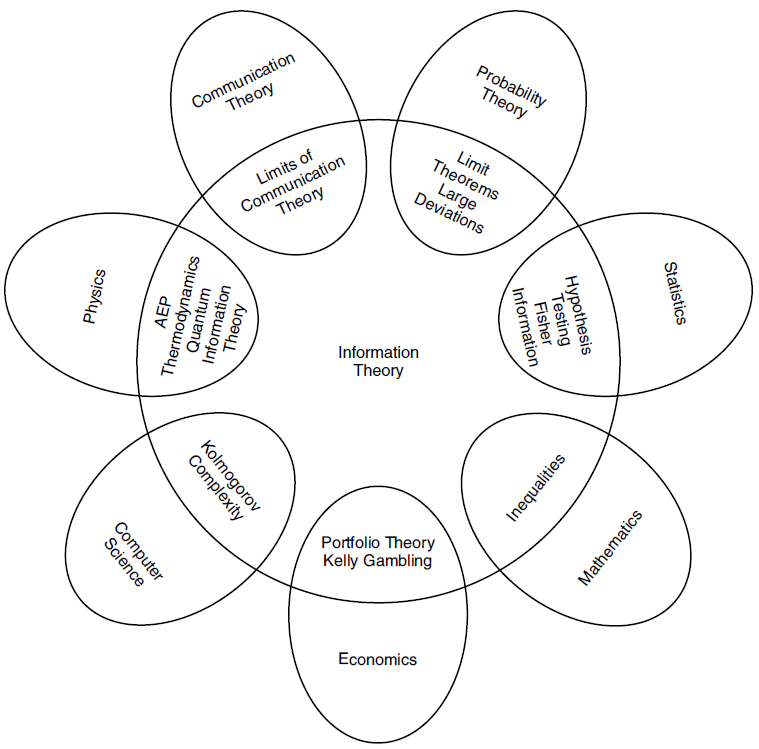 Communication
Theory
Probability
Theory
Limits of
Communication
Theory
Limit
Theorems
Large
Deviations
Physics
AEP
Thermodynamics
Quantum
Information
Theory
Hypothesis
Testing
Fisher
Information
Statistics
Information
Theory
Kolmogorov
Complexity
Computer
Science
Inequalities
Mathematics
Portfolio Theory
Kelly Gambling
Economics